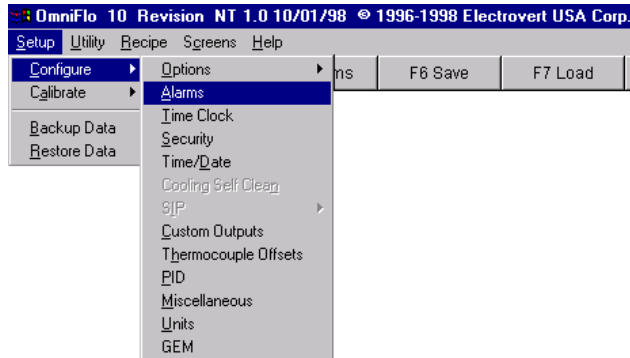 OmniFlo 10 Revision NT 1.0 10/01/98 © 1996-1998 Electrovert USA Corp.
Setup Utility Recipe Screens Help
ms F6 Save F7 Load
Configure
Calibrate
Backup Data
Restore Data
Options
Alarms
Time Clock
Security
Time/Date
Cooling Self Clean
SIP
Custom Outputs
Thermocouple Offsets
PID
Miscellaneous
Units
GEM